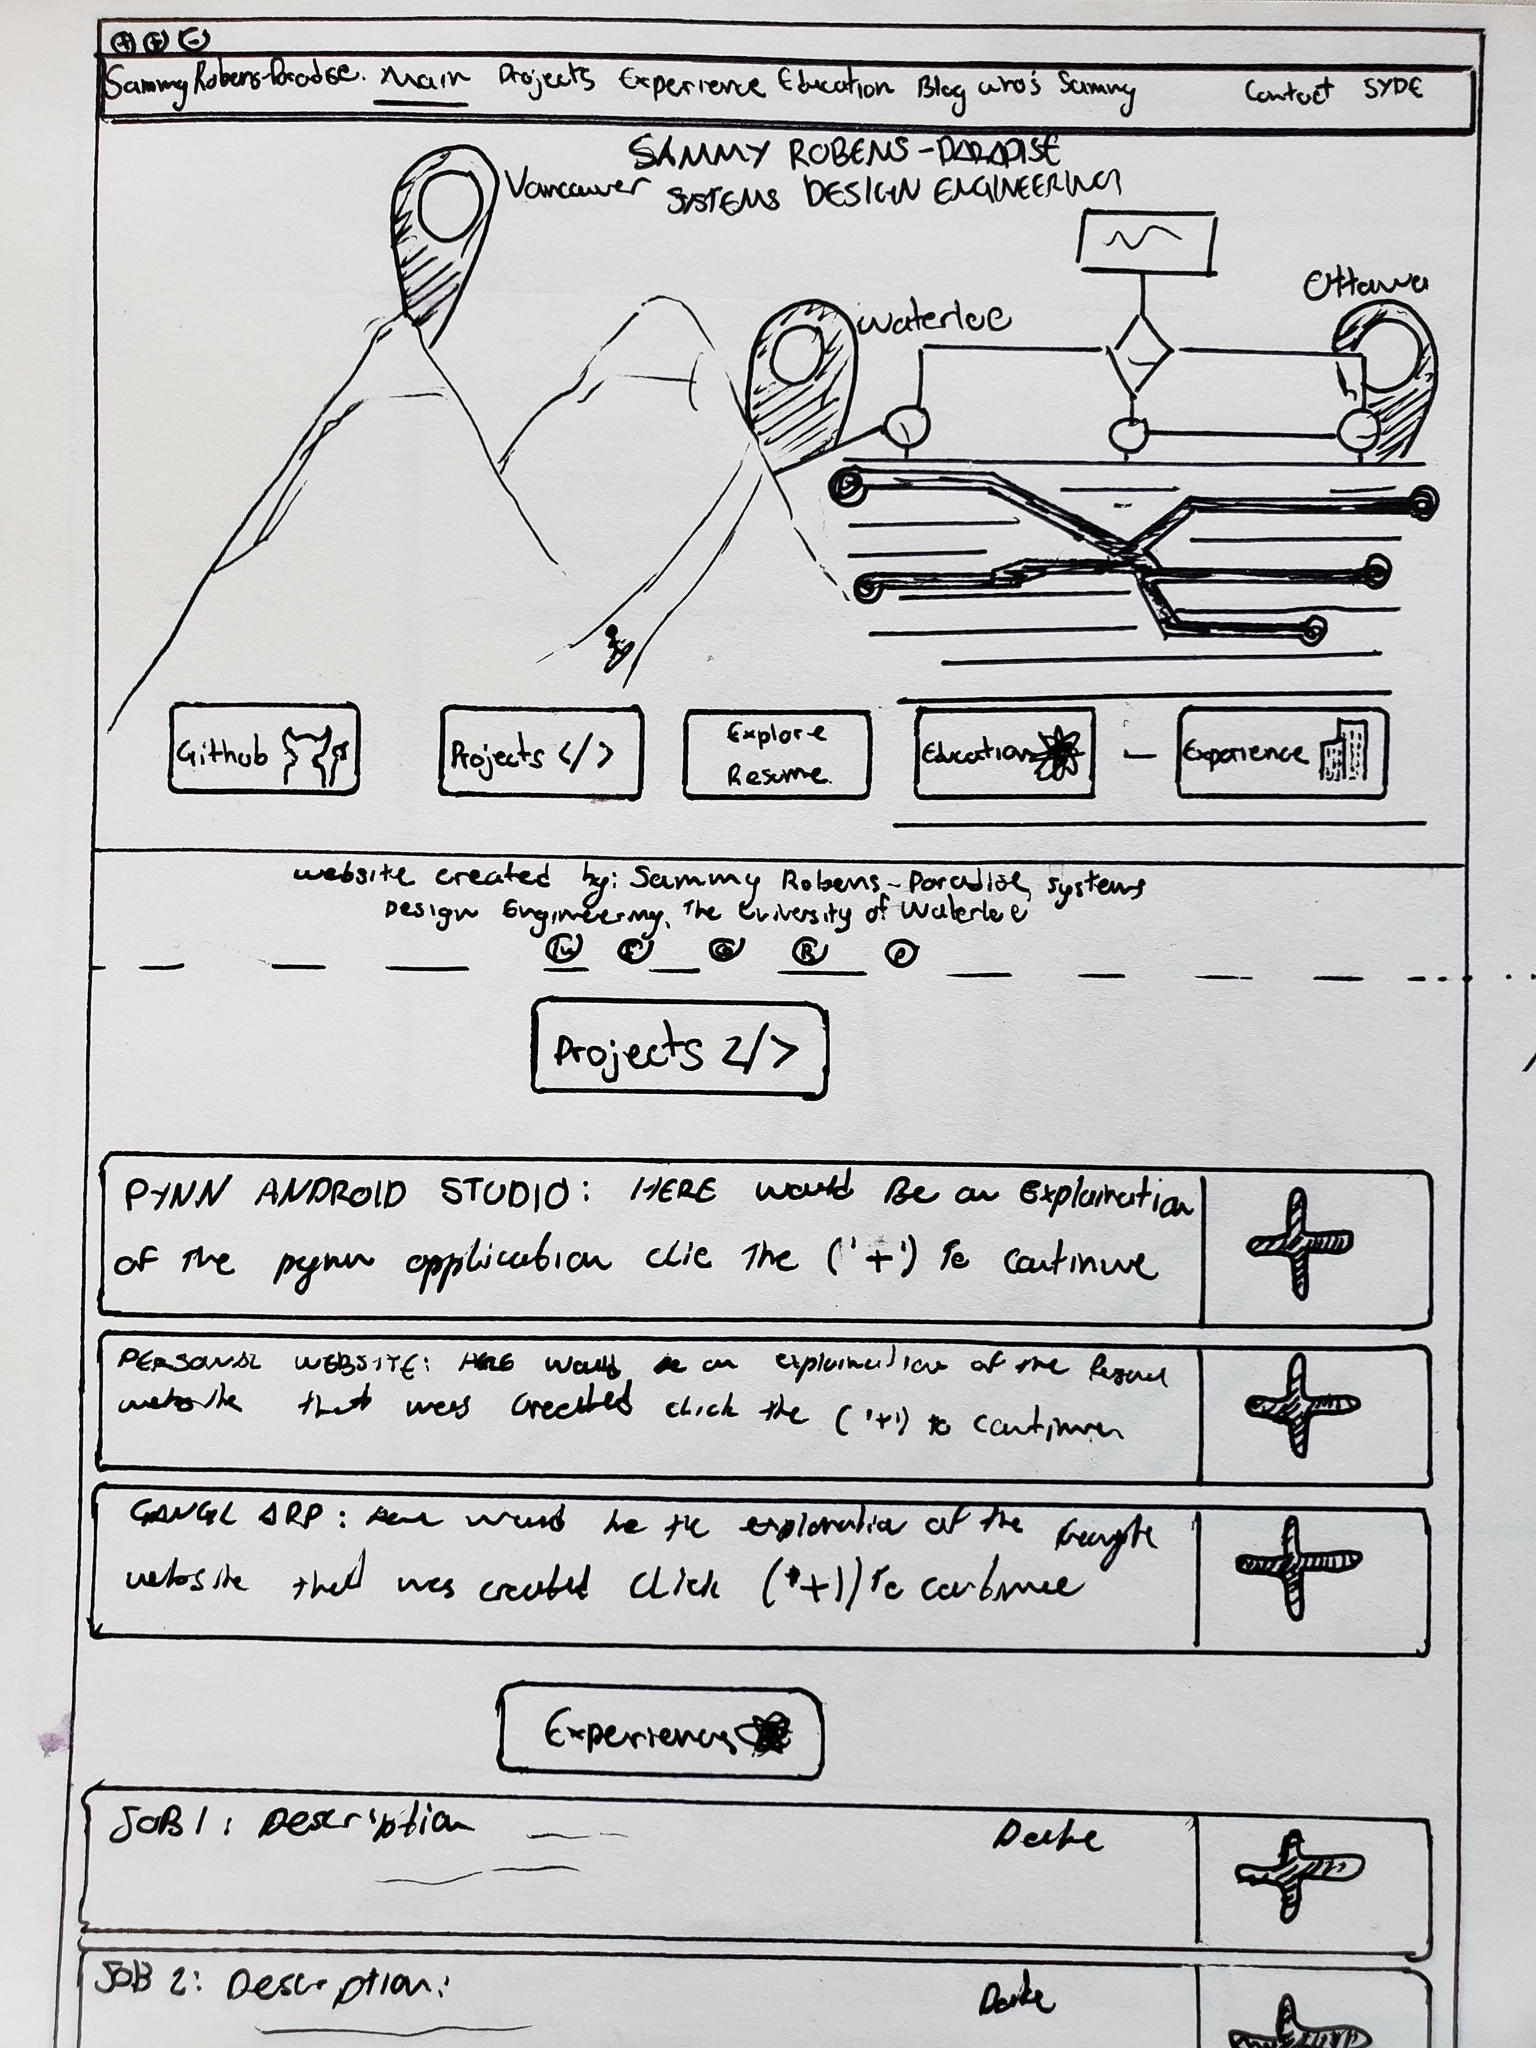 Sammy Robens-Paradise. Main Projects Experience Education Blog who's Sammy Contact SYDE
SAMMY ROBENS-PARADISE
SYSTEMS DESIGN ENGINEERING
Vancouver
Ottawa
Waterloo
Github
Projects </>
Explore
Resume.
Education
Experience
website created by: Sammy Robens-Paradise, systems
Design Engineering, The University of Waterloo
Projects </>
PYNN ANDROID STUDIO: HERE would Be an Explaination
of the pynn application clic The ('+') To continue
PERSONAL WEBSITE: HERE would be an explaination of the
website that was created click the ('+') to continue
APP: Here would be the explanation of the
website that was created click ('+') To continue
Experience
JOB 1: Description
Date
JOB 2: Description:
Date